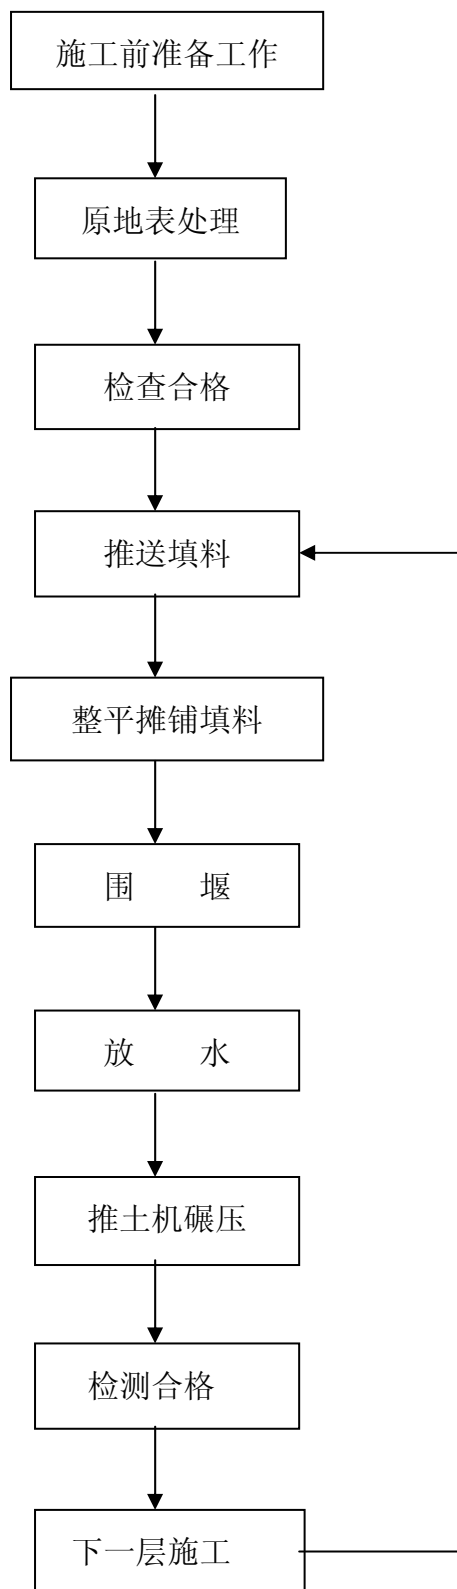 施工前准备工作
原地表处理
检查合格
推送填料
整平摊铺填料
围 堰
放 水
推土机碾压
检测合格
下一层施工